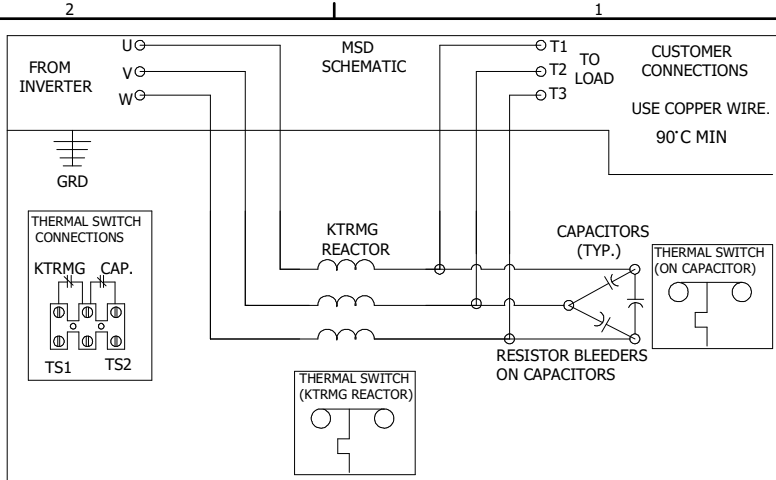 2 1
FROM
INVERTER
U
V
W
MSD
SCHEMATIC
T1
T2
T3
TO
LOAD
CUSTOMER
CONNECTIONS
USE COPPER WIRE.
90°C MIN
GRD
THERMAL SWITCH
CONNECTIONS
KTRMG CAP.
TS1 TS2
KTRMG
REACTOR
CAPACITORS
(TYP.)
THERMAL SWITCH
(ON CAPACITOR)
RESISTOR BLEEDERS
ON CAPACITORS
THERMAL SWITCH
(KTRMG REACTOR)